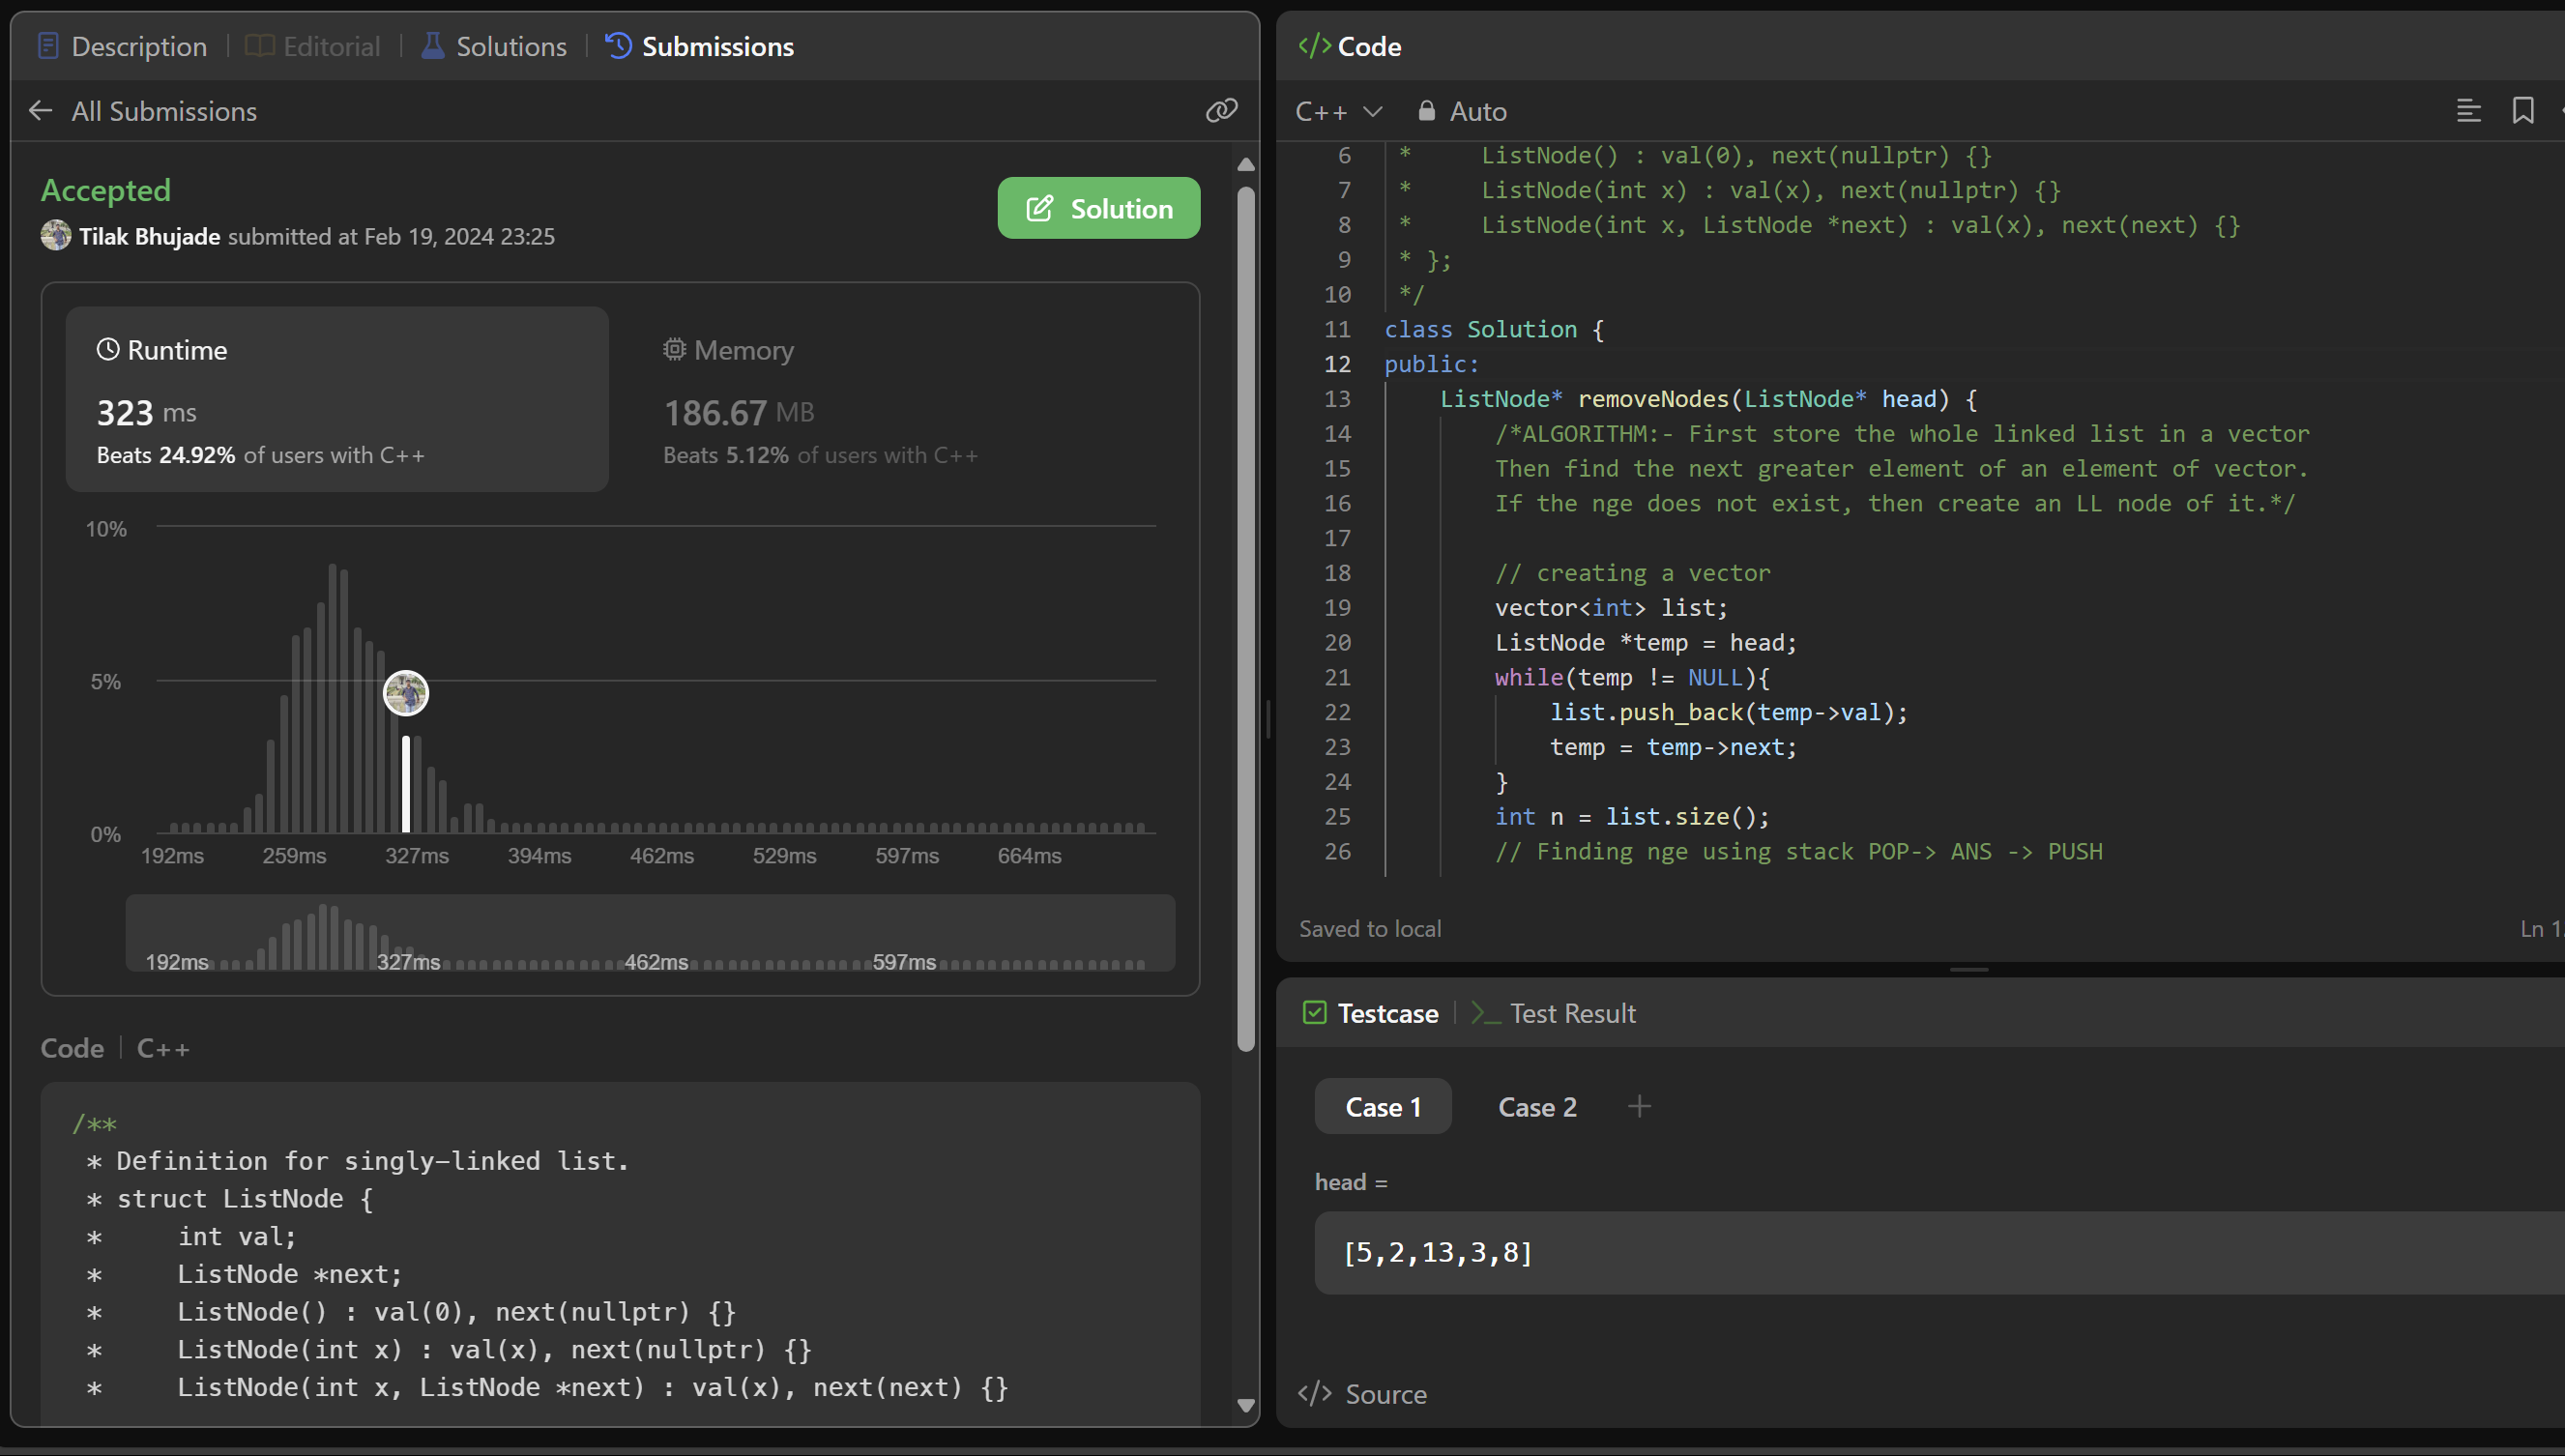 Description
Editorial
Solutions
Submissions
All Submissions
Accepted
Tilak Bhujade submitted at Feb 19, 2024 23:25
Solution
Runtime
323 ms
Beats 24.92% of users with C++
Memory
186.67 MB
Beats 5.12% of users with C++
10%
5%
0%
192ms 259ms 327ms 394ms 462ms 529ms 597ms 664ms
192ms 327ms 462ms 597ms
Code
C++
/**
* Definition for singly-linked list.
* struct ListNode {
*     int val;
*     ListNode *next;
*     ListNode() : val(0), next(nullptr) {}
*     ListNode(int x) : val(x), next(nullptr) {}
*     ListNode(int x, ListNode *next) : val(x), next(next) {}
</> Code
C++
Auto
6 *     ListNode() : val(0), next(nullptr) {}
7 *     ListNode(int x) : val(x), next(nullptr) {}
8 *     ListNode(int x, ListNode *next) : val(x), next(next) {}
9 * };
10 */
11 class Solution {
12 public:
13     ListNode* removeNodes(ListNode* head) {
14         /*ALGORITHM:- First store the whole linked list in a vector
15         Then find the next greater element of an element of vector.
16         If the nge does not exist, then create an LL node of it.*/
17
18         // creating a vector
19         vector<int> list;
20         ListNode *temp = head;
21         while(temp != NULL){
22             list.push_back(temp->val);
23             temp = temp->next;
24         }
25         int n = list.size();
26         // Finding nge using stack POP-> ANS -> PUSH
Saved to local
Ln 1
Testcase
Test Result
Case 1
Case 2
+
head =
[5,2,13,3,8]
</> Source